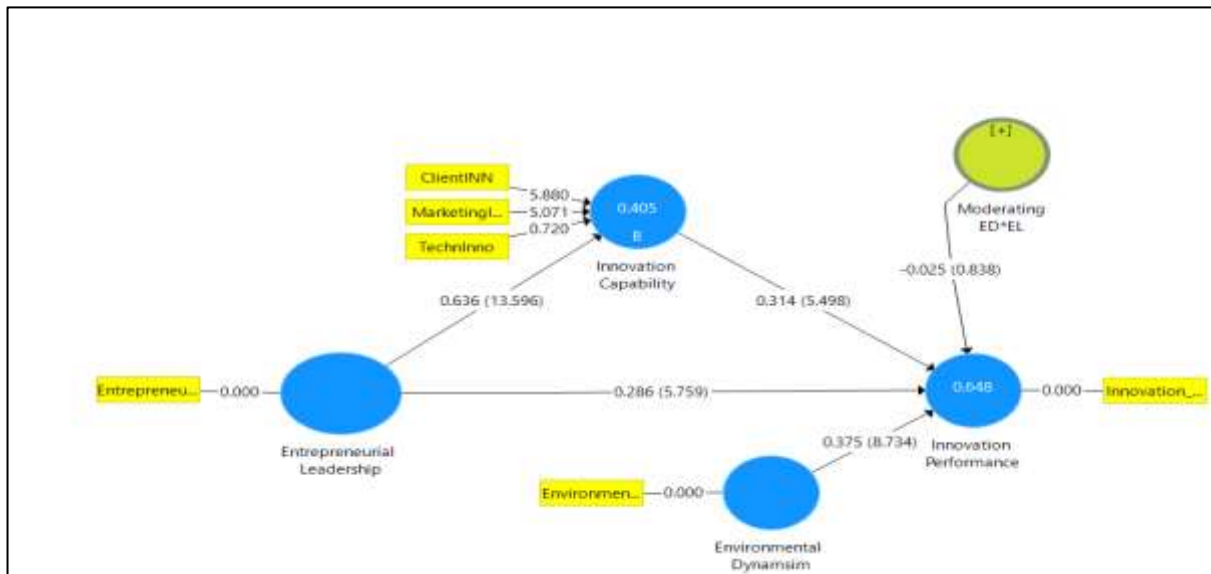 [+]
ClientINN
5.880
MarketingI...
5.071
TechnInno
0.720
0.405
Innovation
Capability
Moderating
ED*EL
-0.025 (0.838)
0.636 (13.596)
0.314 (5.498)
Entrepreneu...
0.000
0.286 (5.759)
0.648
0.000
Innovation_...
Entrepreneurial
Leadership
0.375 (8.734)
Innovation
Performance
Environmen...
0.000
Environmental
Dynamsim